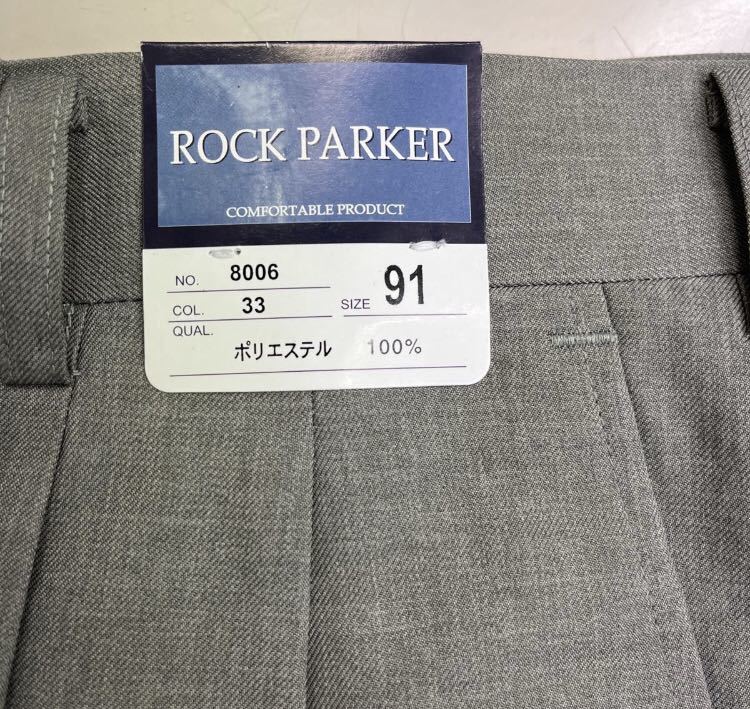 ROCK PARKER
COMFORTABLE PRODUCT
NO. 8006
COL. 33 SIZE 91
QUAL.
ポリエステル 100%